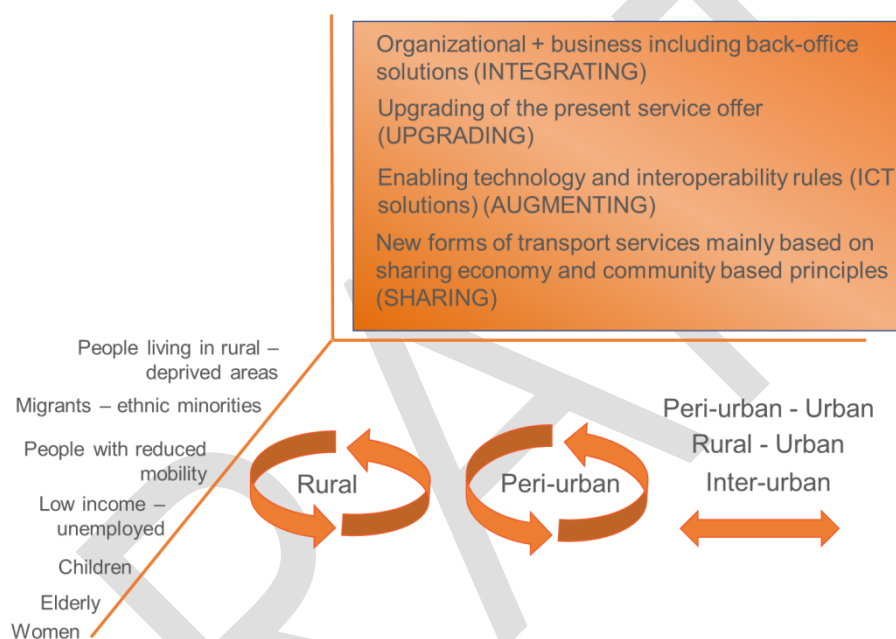 Organizational + business including back-office
solutions (INTEGRATING)
Upgrading of the present service offer
(UPGRADING)
Enabling technology and interoperability rules (ICT
solutions) (AUGMENTING)
New forms of transport services mainly based on
sharing economy and community based principles
(SHARING)
People living in rural –
deprived areas
Migrants – ethnic minorities
People with reduced
mobility
Low income –
unemployed
Children
Elderly
Women
Rural
Peri-urban
Peri-urban - Urban
Rural - Urban
Inter-urban